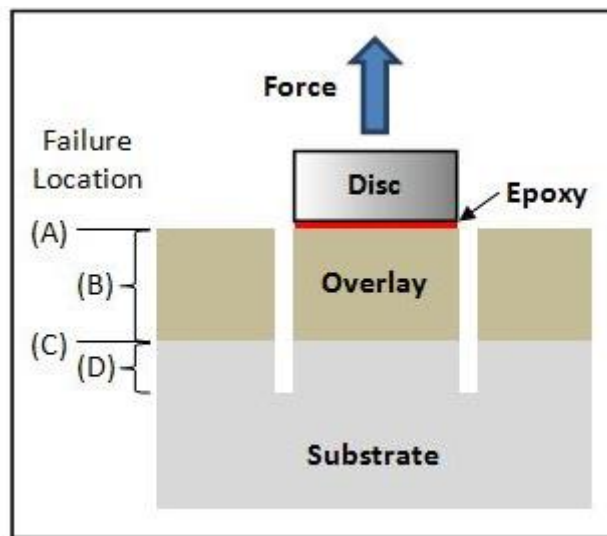 Force
Failure
Location
Disc
Epoxy
(A)
(B)
Overlay
(C)
(D)
Substrate